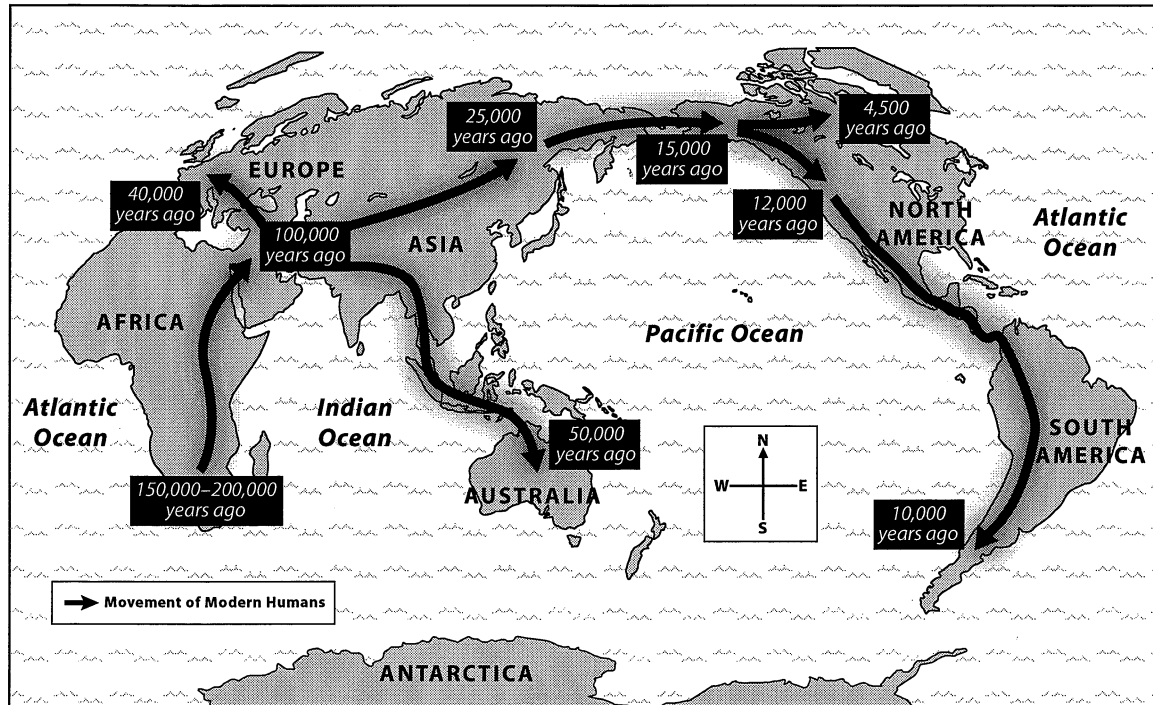 25,000
years ago
4,500
years ago
15,000
years ago
EUROPE
40,000
years ago
12,000
years ago
NORTH
AMERICA
Atlantic
Ocean
100,000
years ago
ASIA
AFRICA
Pacific Ocean
Atlantic
Ocean
Indian
Ocean
50,000
years ago
N
W
E
S
SOUTH
AMERICA
150,000–200,000
years ago
AUSTRALIA
10,000
years ago
Movement of Modern Humans
ANTARCTICA